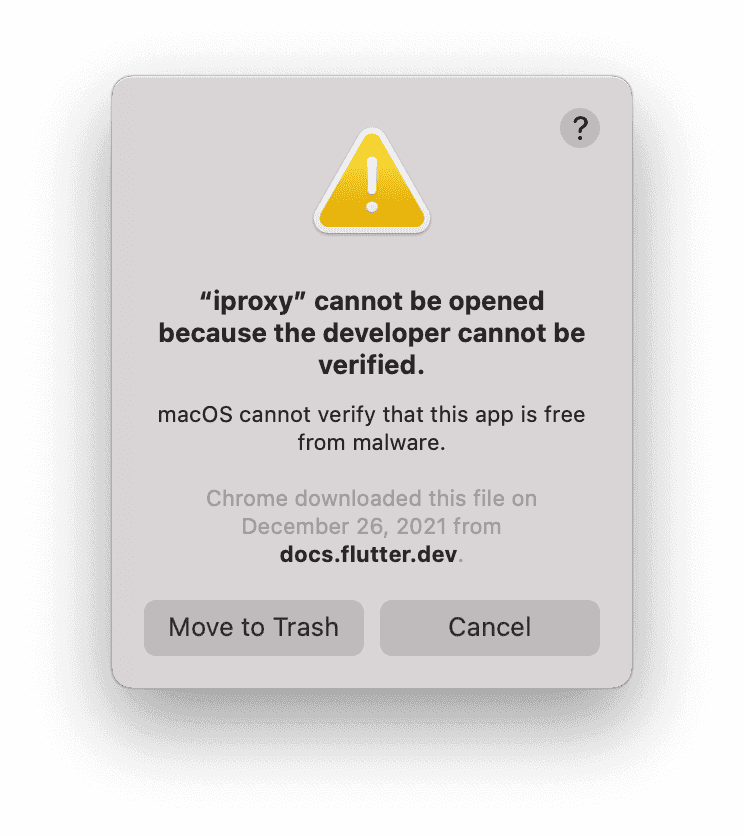 ?
“iproxy” cannot be opened
because the developer cannot be
verified.
macOS cannot verify that this app is free
from malware.
Chrome downloaded this file on
December 26, 2021 from
docs.flutter.dev.
Move to Trash
Cancel